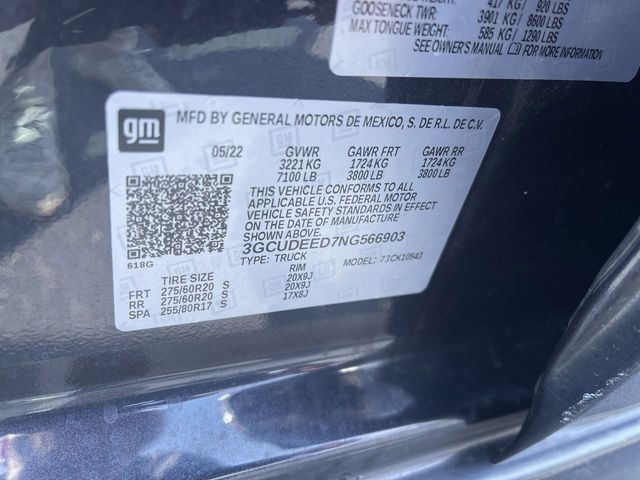 417 KG / 920 LBS
GOOSENECK TWR:
3901 KG / 8600 LBS
MAX TONGUE WEIGHT:
585 KG / 1290 LBS
SEE OWNER'S MANUAL FOR MORE INFORMATION
gm
MFD BY GENERAL MOTORS DE MEXICO, S. DE R.L. DE C.V.
05/22 GVWR GAWR FRT GAWR RR
3221 KG 1724 KG 1724 KG
7100 LB 3800 LB 3800 LB
THIS VEHICLE CONFORMS TO ALL
APPLICABLE U.S. FEDERAL MOTOR
VEHICLE SAFETY STANDARDS IN EFFECT
ON THE DATE OF MANUFACTURE
3GCUDEED7NG566903
618G
TYPE: TRUCK MODEL: 73CK10543
TIRE SIZE RIM
FRT 275/60R20 S 20X9J
RR 275/60R20 S 20X9J
SPA 255/80R17 S 17X8J